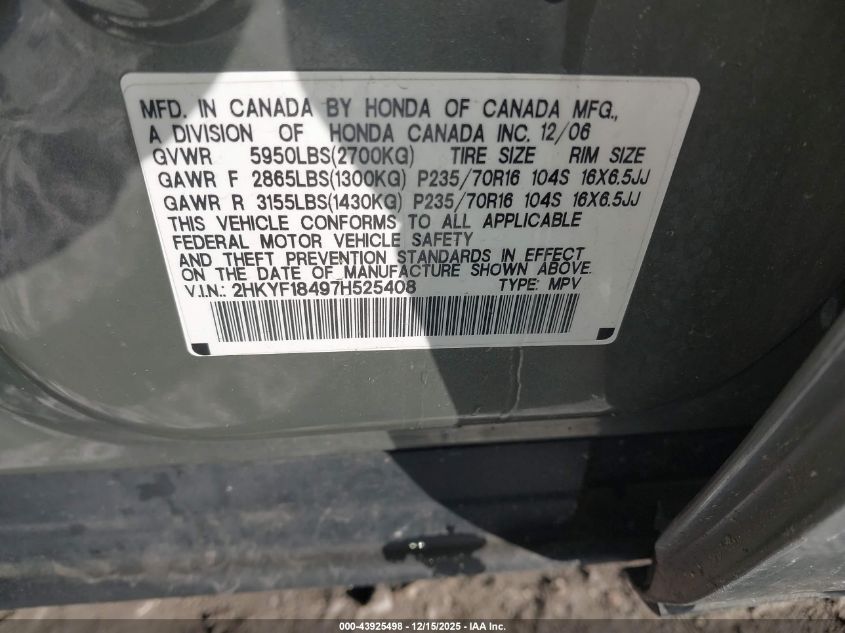 MFD. IN CANADA BY HONDA OF CANADA MFG.,
A DIVISION OF HONDA CANADA INC. 12/06
GVWR 5950LBS(2700KG) TIRE SIZE RIM SIZE
GAWR F 2865LBS(1300KG) P235/70R16 104S 16X6.5JJ
GAWR R 3155LBS(1430KG) P235/70R16 104S 16X6.5JJ
THIS VEHICLE CONFORMS TO ALL APPLICABLE
FEDERAL MOTOR VEHICLE SAFETY
AND THEFT PREVENTION STANDARDS IN EFFECT
ON THE DATE OF MANUFACTURE SHOWN ABOVE.
V.I.N.: 2HKYF18497H525408 TYPE: MPV
000-43925498 - 12/15/2025 - IAA Inc.